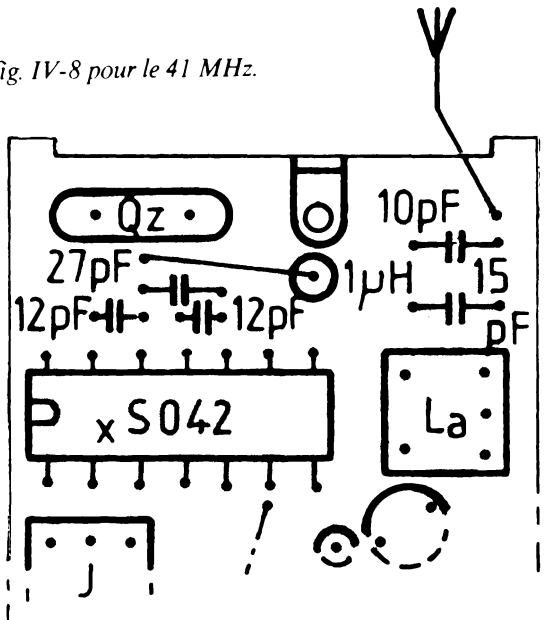 fig. IV-8 pour le 41 MHz.
Qz
10pF
27pF
1µH
15
pF
12pF
12pF
x S042
La
J